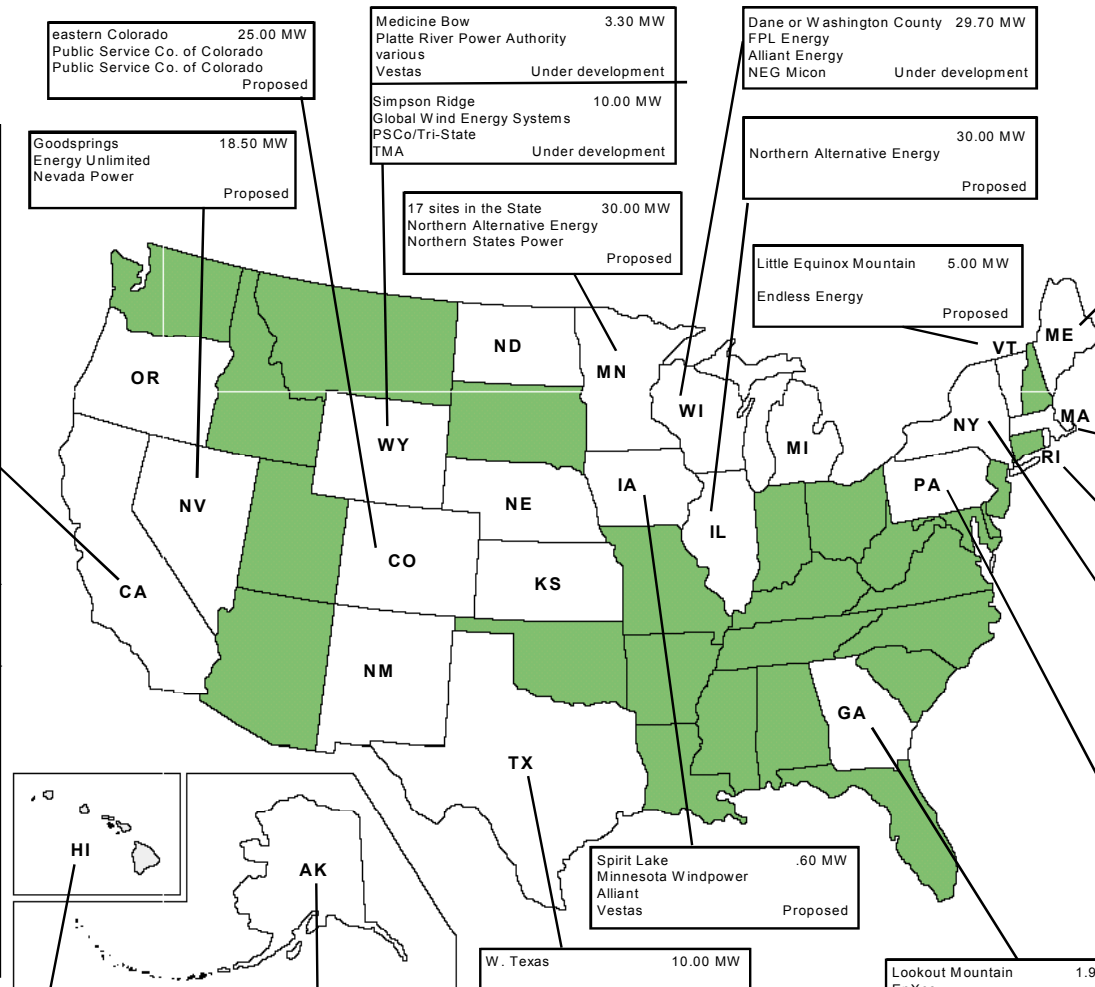 eastern Colorado 25.00 MW
Public Service Co. of Colorado
Public Service Co. of Colorado
Proposed
Medicine Bow 3.30 MW
Platte River Power Authority
various
Vestas Under development
Simpson Ridge 10.00 MW
Global Wind Energy Systems
PSCo/Tri-State
TMA Under development
Dane or Washington County 29.70 MW
FPL Energy
Alliant Energy
NEG Micon Under development
Goodsprings 18.50 MW
Energy Unlimited
Nevada Power
Proposed
30.00 MW
Northern Alternative Energy
Proposed
17 sites in the State 30.00 MW
Northern Alternative Energy
Northern States Power
Proposed
Little Equinox Mountain 5.00 MW
Endless Energy
Proposed
ND
VT
ME
OR
MN
WI
MA
NY
WY
MI
RI
NV
NE
IA
PA
IL
CO
KS
CA
NM
GA
TX
HI
AK
Spirit Lake .60 MW
Minnesota Windpower
Alliant
Vestas Proposed
W. Texas 10.00 MW
Lookout Mountain 1.9